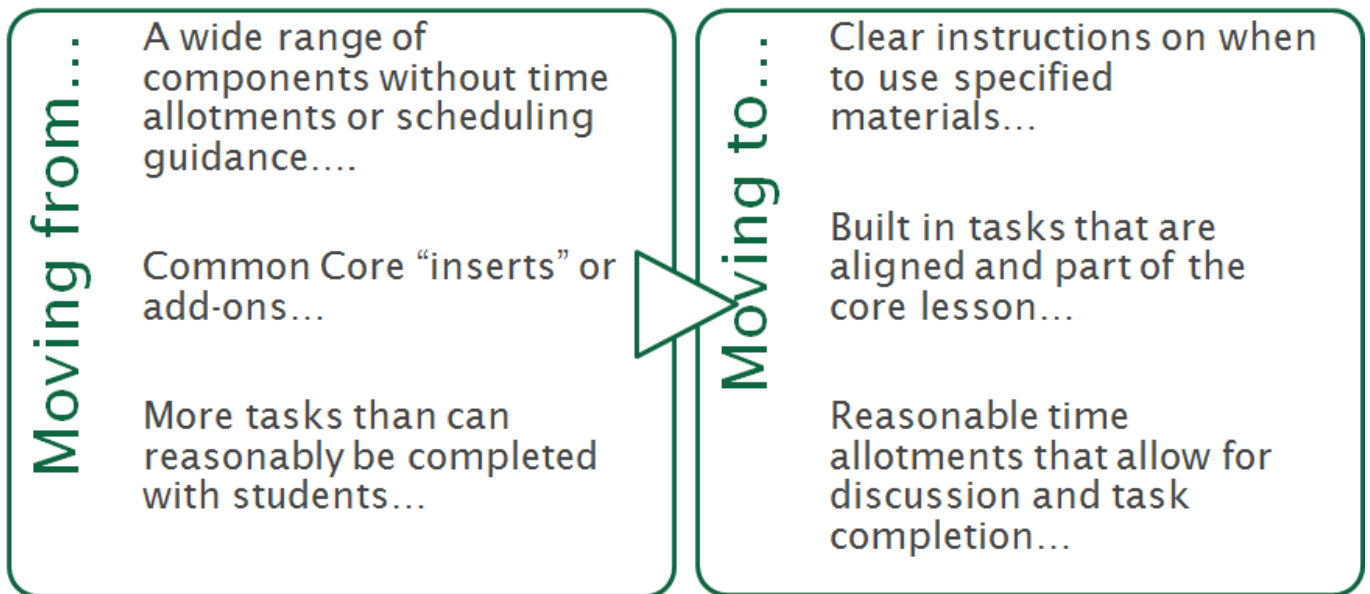 Moving from…
A wide range of
components without time
allotments or scheduling
guidance….
Common Core “inserts” or
add-ons…
More tasks than can
reasonably be completed
with students…
Moving to…
Clear instructions on when
to use specified
materials…
Built in tasks that are
aligned and part of the
core lesson…
Reasonable time
allotments that allow for
discussion and task
completion…